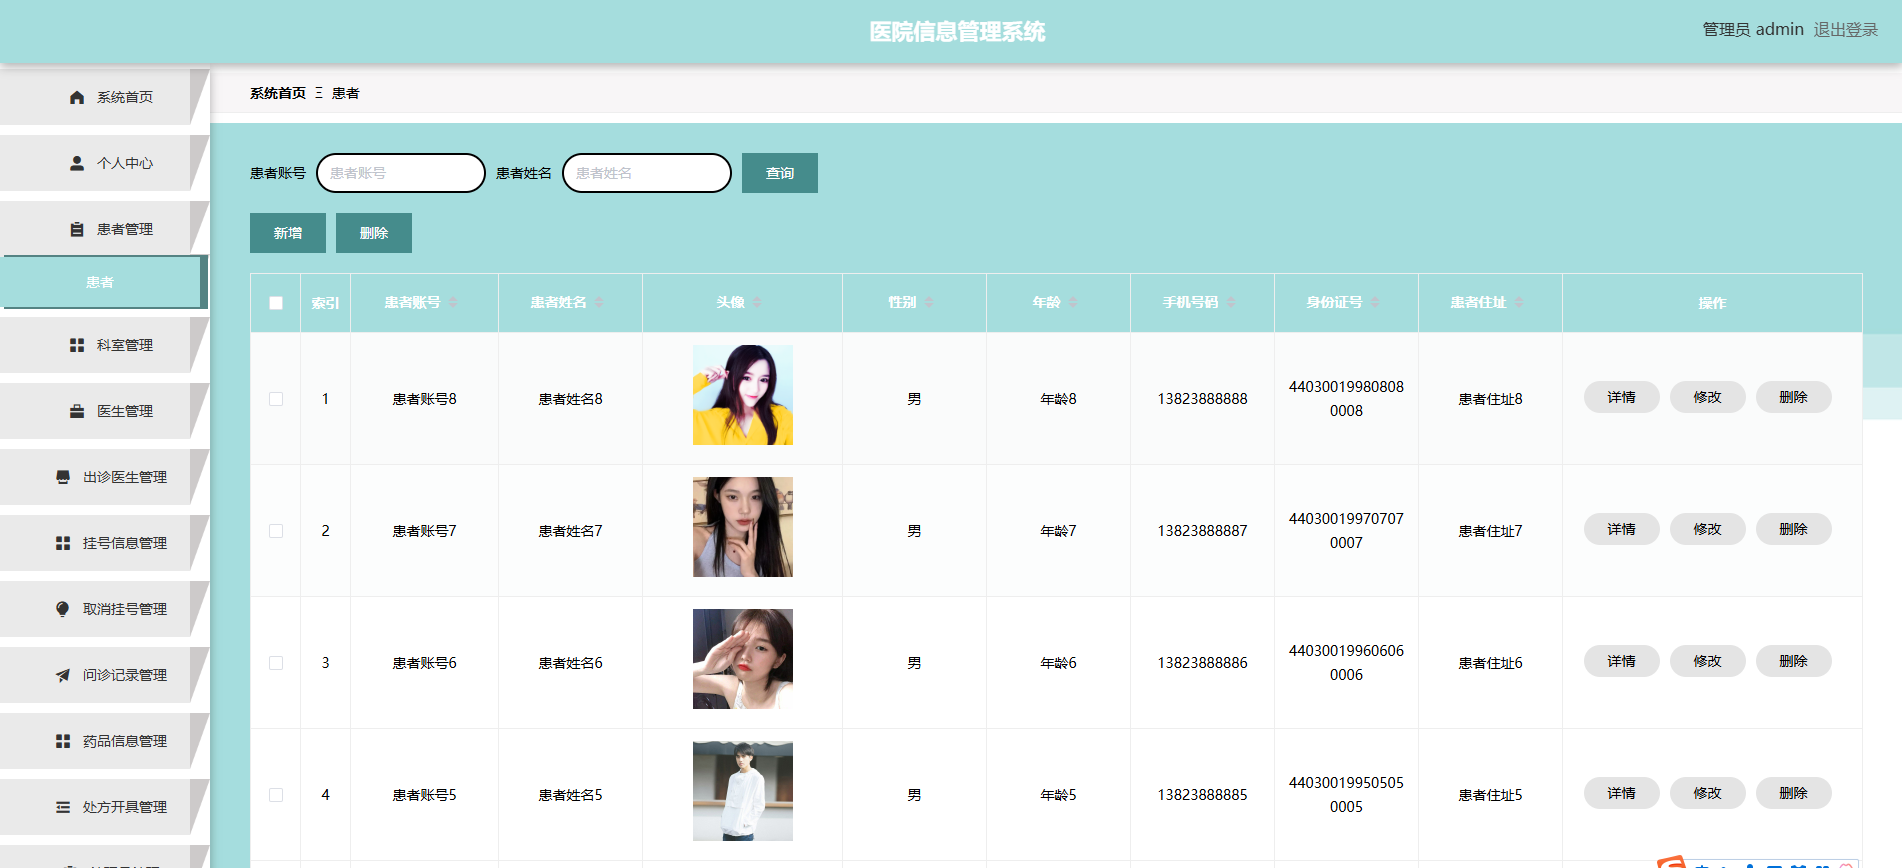 医院信息管理系统
管理员 admin 退出登录
系统首页
个人中心
患者管理
患者
科室管理
医生管理
出诊医生管理
挂号信息管理
取消挂号管理
问诊记录管理
药品信息管理
处方开具管理
系统首页 Ξ 患者
患者账号 患者账号 患者姓名 患者姓名 查询
新增 删除
索引 患者账号 患者姓名 头像 性别 年龄 手机号码 身份证号 患者住址 操作
1 患者账号8 患者姓名8 男 年龄8 13823888888 44030019980808 患者住址8 详情 修改 删除
0008
2 患者账号7 患者姓名7 男 年龄7 13823888887 44030019970707 患者住址7 详情 修改 删除
0007
3 患者账号6 患者姓名6 男 年龄6 13823888886 44030019960606 患者住址6 详情 修改 删除
0006
4 患者账号5 患者姓名5 男 年龄5 13823888885 44030019950505 患者住址5 详情 修改 删除
0005